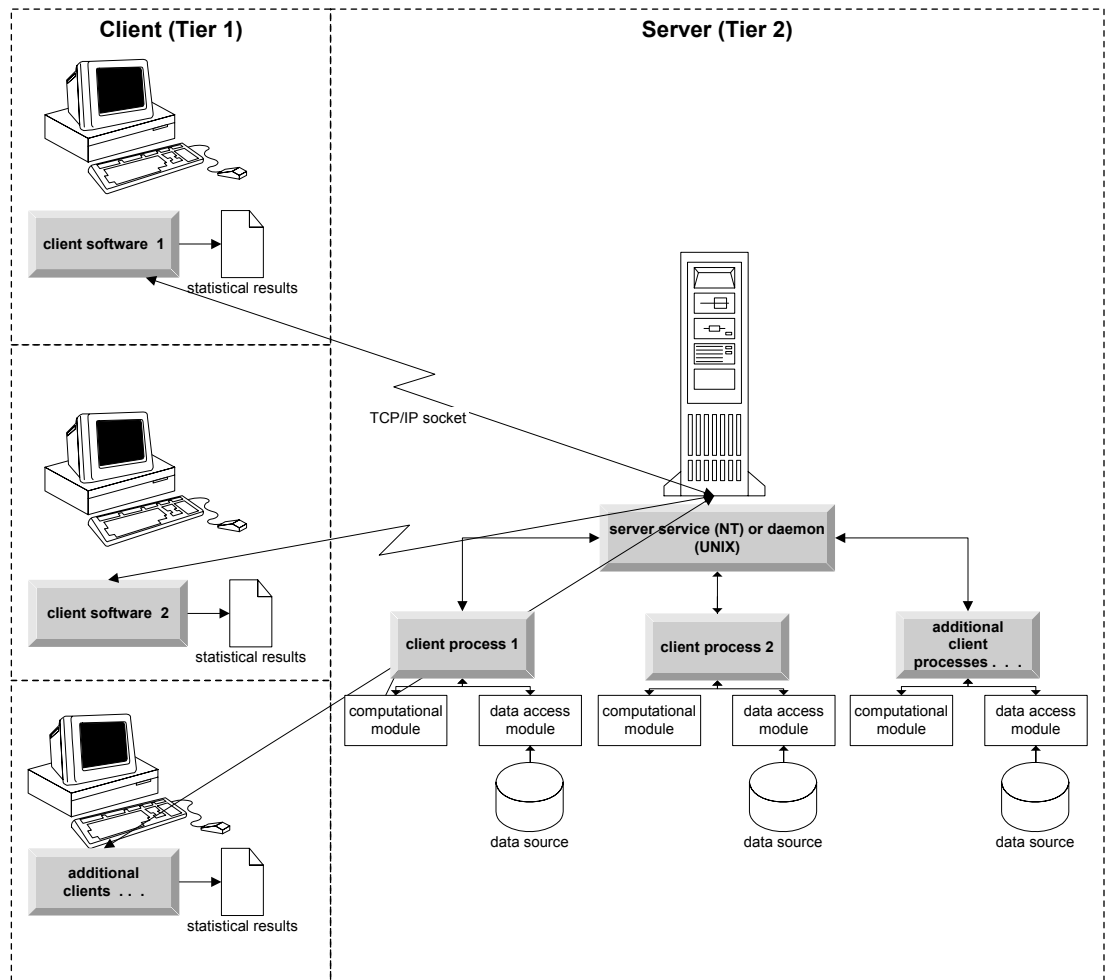 Client (Tier 1)
Server (Tier 2)
client software 1
statistical results
TCP/IP socket
server service (NT) or daemon
(UNIX)
client software 2
statistical results
client process 1
client process 2
additional
client
processes . . .
computational
module
data access
module
computational
module
data access
module
computational
module
data access
module
data source
data source
data source
additional
clients . . .
statistical results